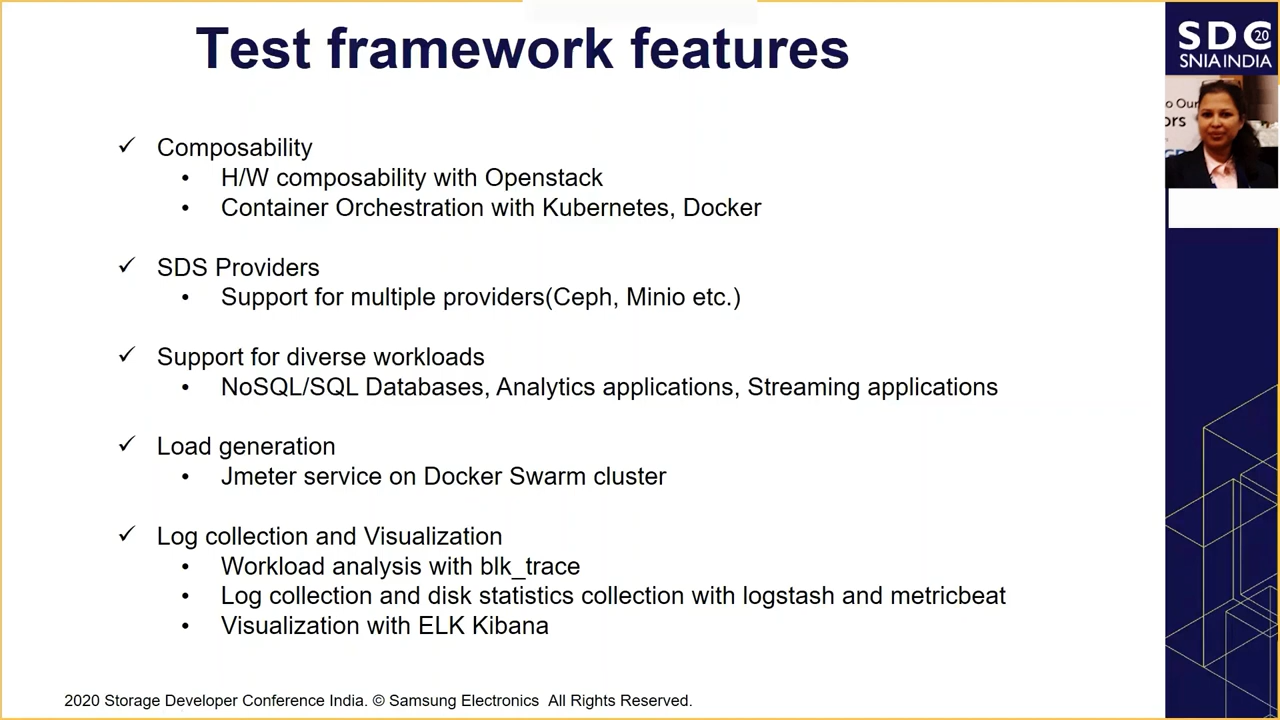 Test framework features
✓ Composability
• H/W composability with Openstack
• Container Orchestration with Kubernetes, Docker
✓ SDS Providers
• Support for multiple providers(Ceph, Minio etc.)
✓ Support for diverse workloads
• NoSQL/SQL Databases, Analytics applications, Streaming applications
✓ Load generation
• Jmeter service on Docker Swarm cluster
✓ Log collection and Visualization
• Workload analysis with blk_trace
• Log collection and disk statistics collection with logstash and metricbeat
• Visualization with ELK Kibana
2020 Storage Developer Conference India. © Samsung Electronics All Rights Reserved.
SDC 20
SNIA INDIA
o Our
ors